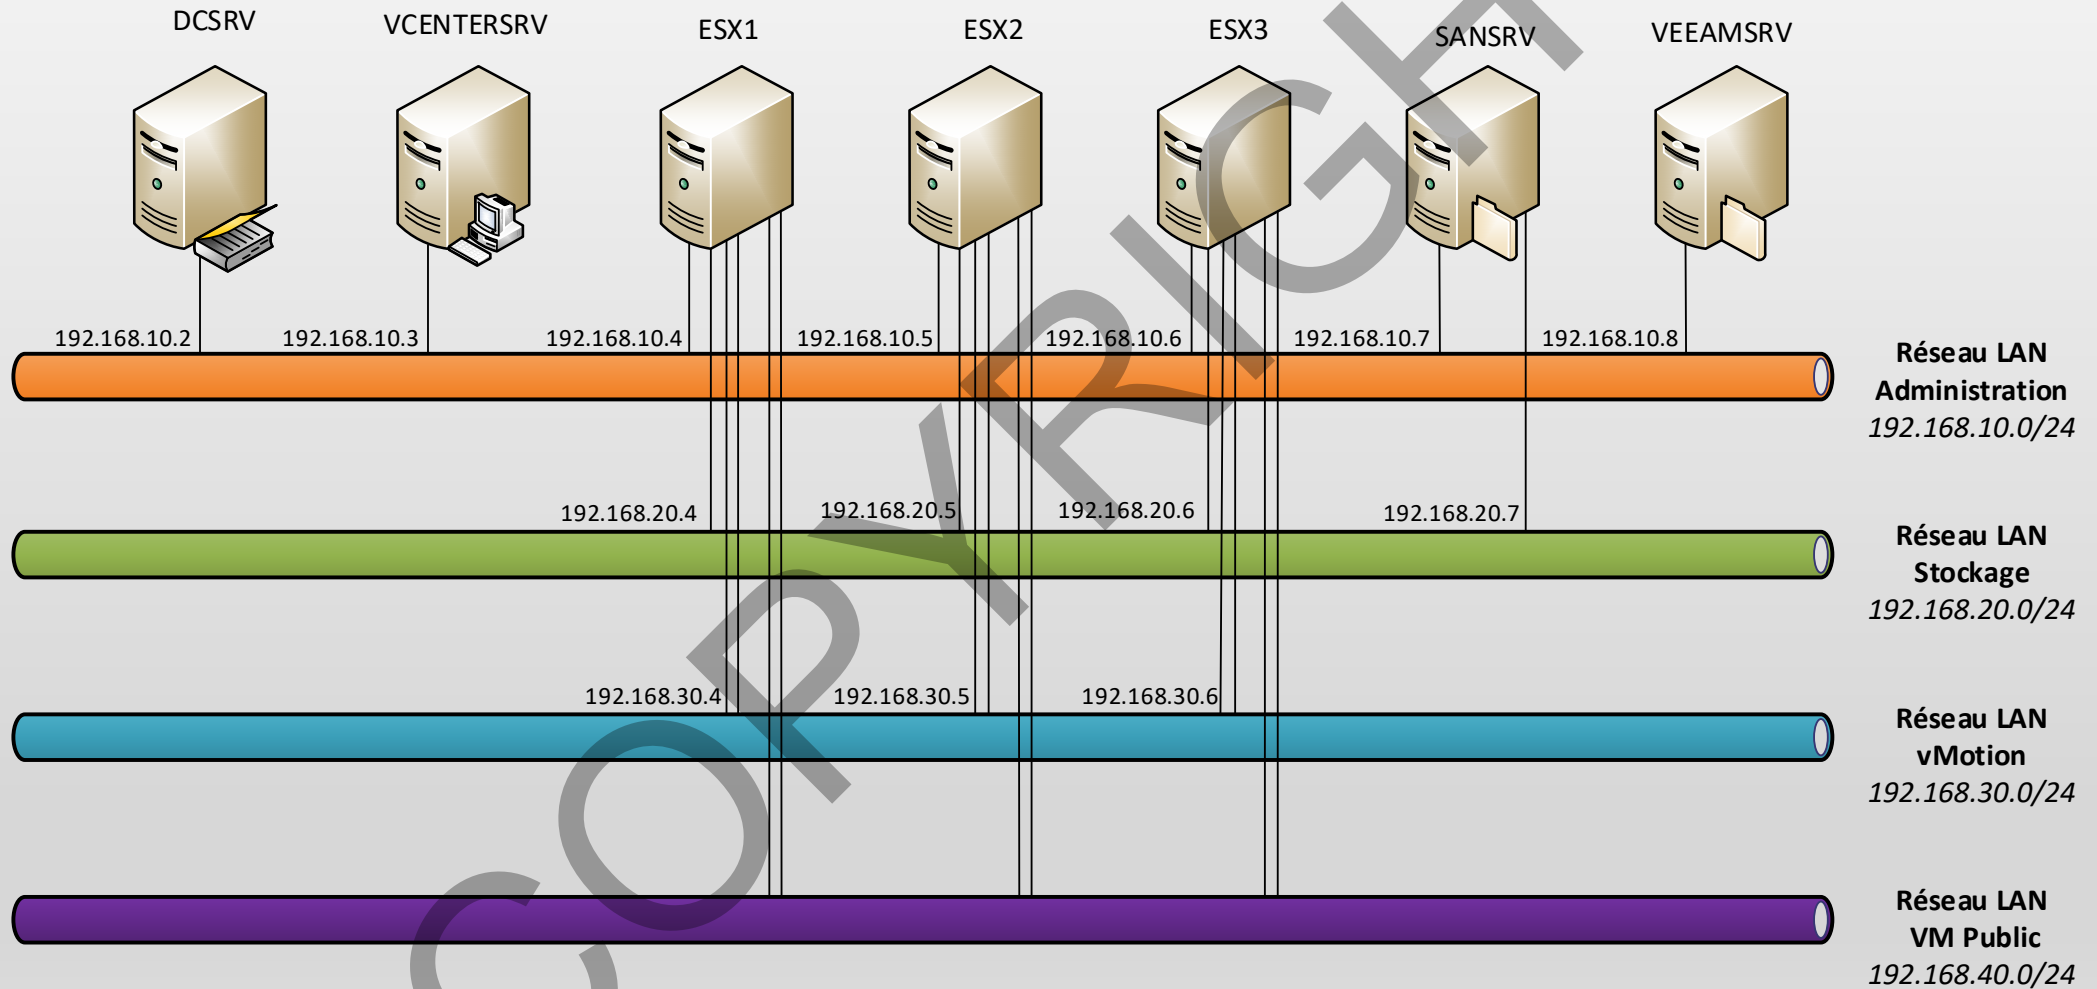 DCSRV
VCENTERSRV
ESX1
ESX2
ESX3
SANSRV
VEEAMSRV
192.168.10.2
192.168.10.3
192.168.10.4
192.168.10.5
192.168.10.6
192.168.10.7
192.168.10.8
Réseau LAN
Administration
192.168.10.0/24
192.168.20.4
192.168.20.5
192.168.20.6
192.168.20.7
Réseau LAN
Stockage
192.168.20.0/24
192.168.30.4
192.168.30.5
192.168.30.6
Réseau LAN
vMotion
192.168.30.0/24
Réseau LAN
VM Public
192.168.40.0/24
COPYRIGH